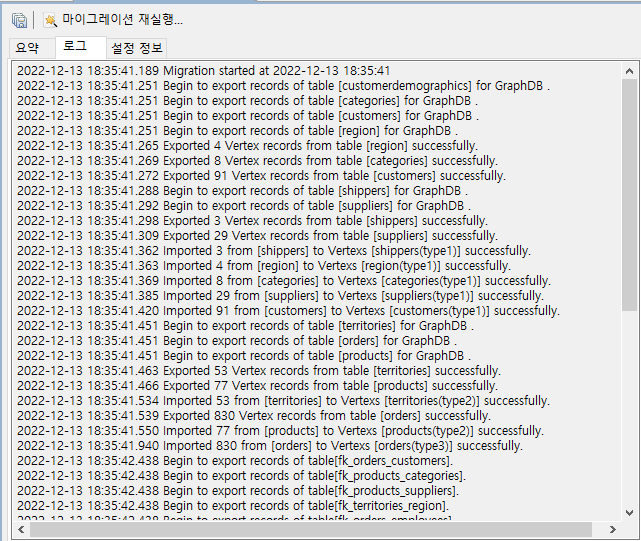 마이그레이션 재실행...
요약 로그 설정 정보
2022-12-13 18:35:41.189 Migration started at 2022-12-13 18:35:41
2022-12-13 18:35:41.251 Begin to export records of table [customerdemographics] for GraphDB .
2022-12-13 18:35:41.251 Begin to export records of table [categories] for GraphDB .
2022-12-13 18:35:41.251 Begin to export records of table [customers] for GraphDB .
2022-12-13 18:35:41.251 Begin to export records of table [region] for GraphDB .
2022-12-13 18:35:41.265 Exported 4 Vertex records from table [region] successfully.
2022-12-13 18:35:41.269 Exported 8 Vertex records from table [categories] successfully.
2022-12-13 18:35:41.272 Exported 91 Vertex records from table [customers] successfully.
2022-12-13 18:35:41.288 Begin to export records of table [shippers] for GraphDB .
2022-12-13 18:35:41.292 Begin to export records of table [suppliers] for GraphDB .
2022-12-13 18:35:41.298 Exported 3 Vertex records from table [shippers] successfully.
2022-12-13 18:35:41.309 Exported 29 Vertex records from table [suppliers] successfully.
2022-12-13 18:35:41.362 Imported 3 from [shippers] to Vertexs [shippers(type1)] successfully.
2022-12-13 18:35:41.363 Imported 4 from [region] to Vertexs [region(type1)] successfully.
2022-12-13 18:35:41.369 Imported 8 from [categories] to Vertexs [categories(type1)] successfully.
2022-12-13 18:35:41.385 Imported 29 from [suppliers] to Vertexs [suppliers(type1)] successfully.
2022-12-13 18:35:41.420 Imported 91 from [customers] to Vertexs [customers(type1)] successfully.
2022-12-13 18:35:41.451 Begin to export records of table [territories] for GraphDB .
2022-12-13 18:35:41.451 Begin to export records of table [orders] for GraphDB .
2022-12-13 18:35:41.451 Begin to export records of table [products] for GraphDB .
2022-12-13 18:35:41.463 Exported 53 Vertex records from table [territories] successfully.
2022-12-13 18:35:41.466 Exported 77 Vertex records from table [products] successfully.
2022-12-13 18:35:41.534 Imported 53 from [territories] to Vertexs [territories(type2)] successfully.
2022-12-13 18:35:41.539 Exported 830 Vertex records from table [orders] successfully.
2022-12-13 18:35:41.550 Imported 77 from [products] to Vertexs [products(type2)] successfully.
2022-12-13 18:35:41.940 Imported 830 from [orders] to Vertexs [orders(type3)] successfully.
2022-12-13 18:35:42.438 Begin to export records of table[fk_orders_customers].
2022-12-13 18:35:42.438 Begin to export records of table[fk_products_categories].
2022-12-13 18:35:42.438 Begin to export records of table[fk_products_suppliers].
2022-12-13 18:35:42.438 Begin to export records of table[fk_territories_region].
2022-12-13 18:35:42.438 Begin to export records of table[fk_orders_employees].